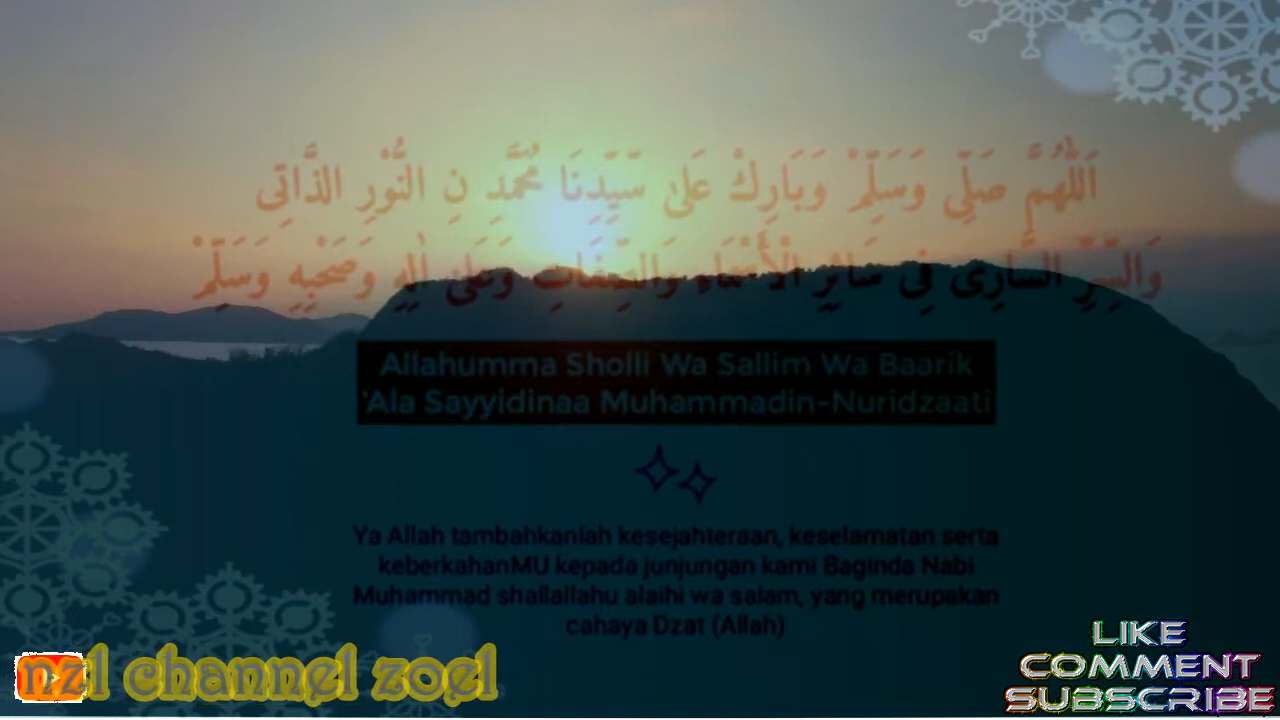 اَللّٰهُمَّ صَلِّى وَسَلِّمْ وَبَارِكْ عَلٰى سَيِّدِنَا مُحَمَّدِ نِ النُّوْرِ الذَّاتِى
وَالسِّرِّ السَّارِى فِي سَائِرِ الْأَسْمَاءِ وَالصِّفَاتِ وَعَلٰى اٰلِهٖ وَصَحْبِهٖ وَسَلِّمْ
Allahumma Sholli Wa Sallim Wa Baarik
'Ala Sayyidinaa Muhammadin-Nuridzaati
Ya Allah tambahkanlah kesejahteraan, keselamatan serta
keberkahanMU kepada junjungan kami Baginda Nabi
Muhammad shallallahu alaihi wa salam, yang merupakan
cahaya Dzat (Allah)
nzl channel zoel
LIKE
COMMENT
SUBSCRIBE